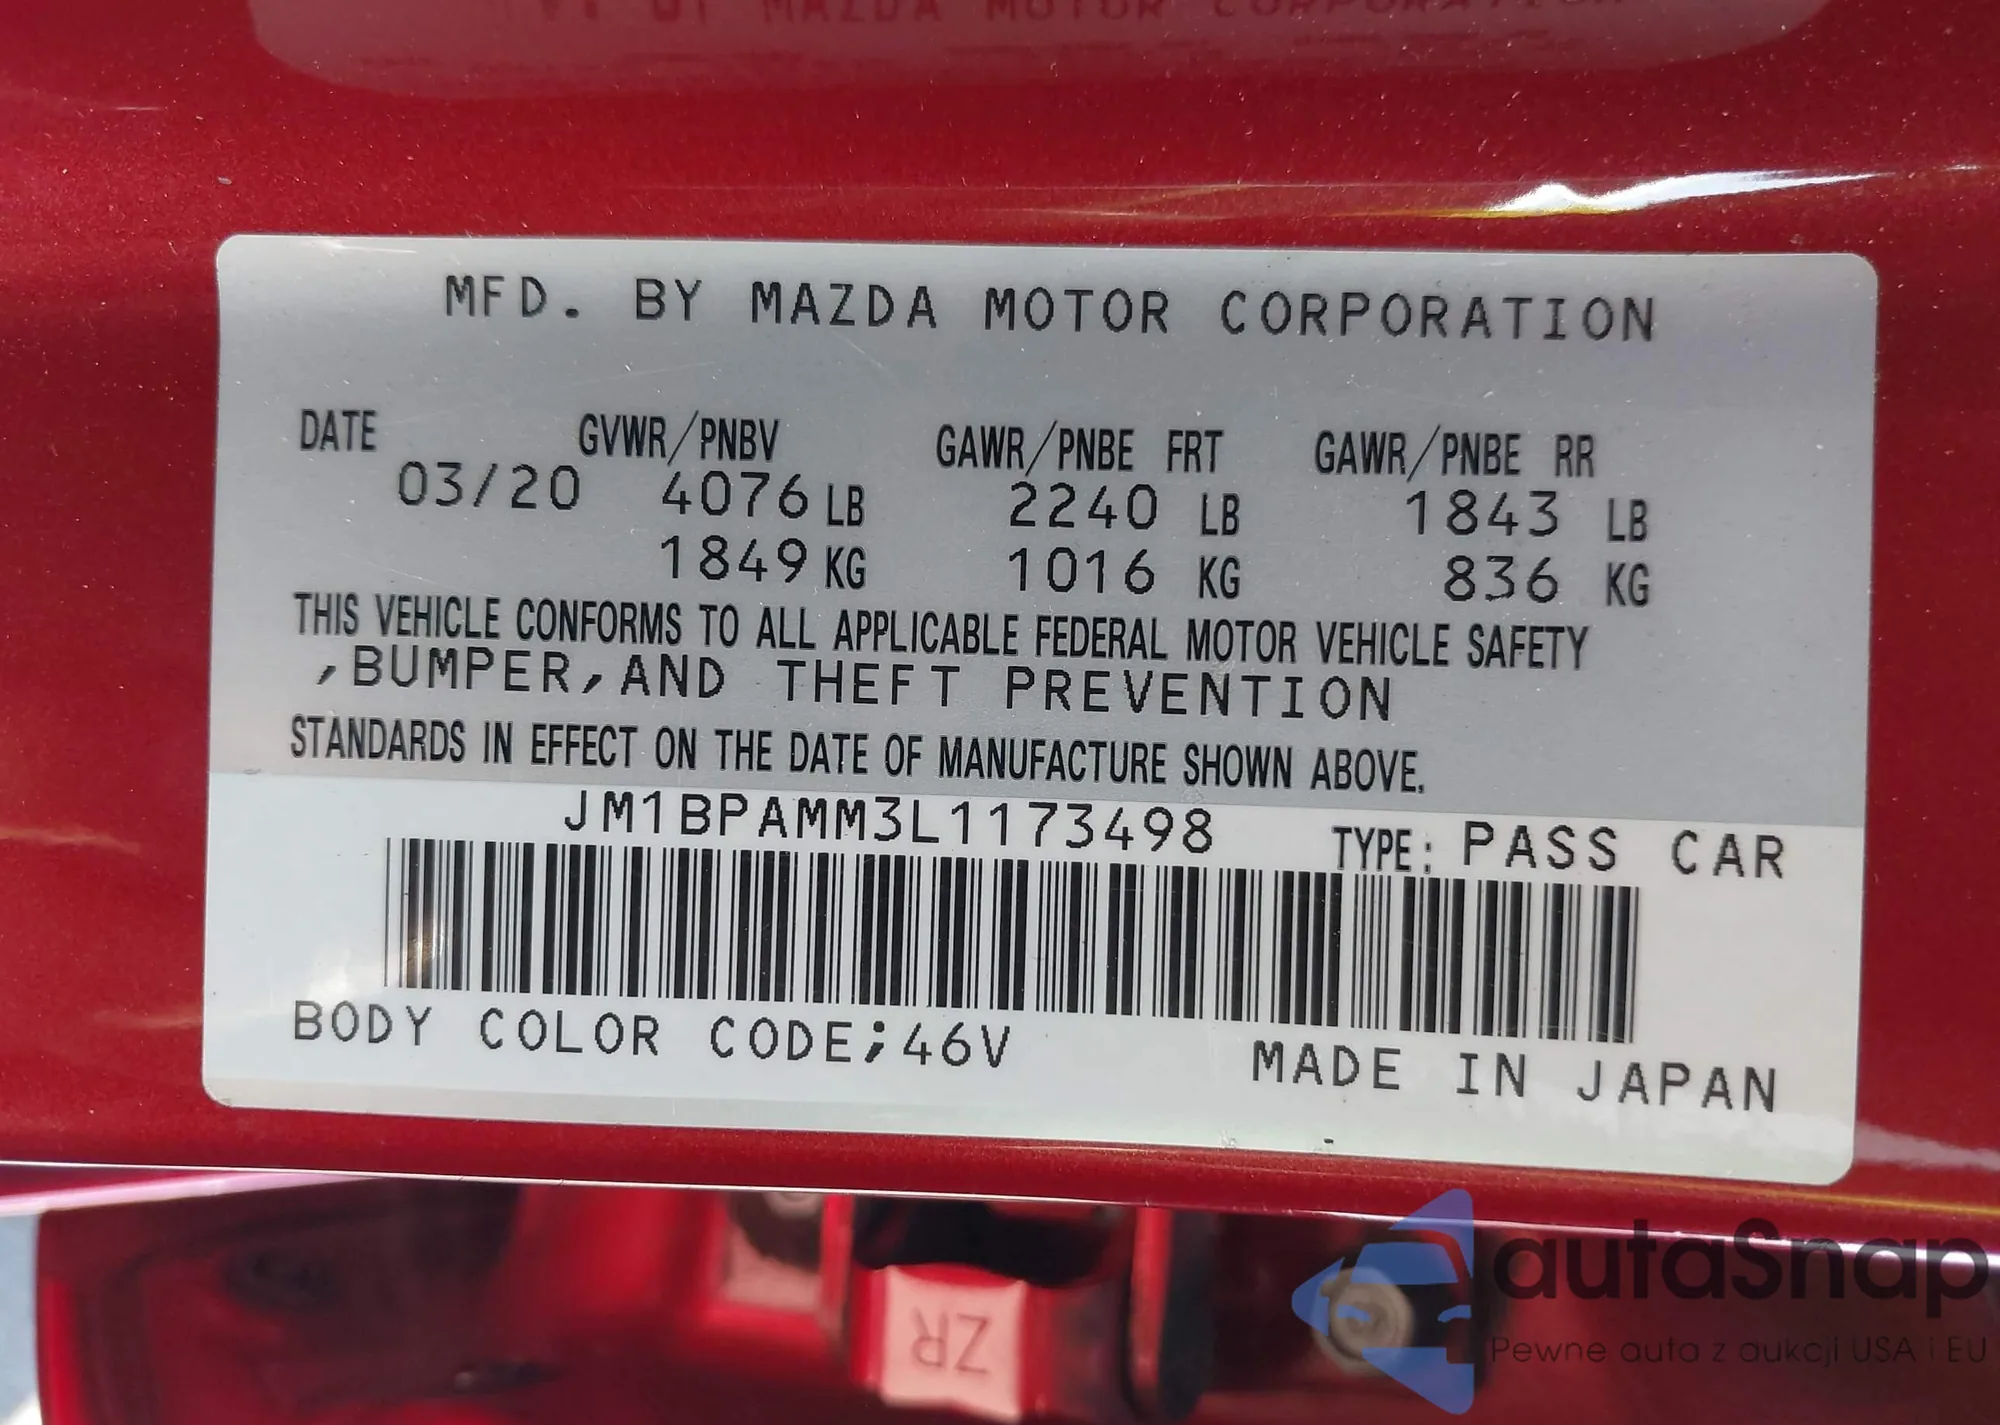 MAZDA MOTOR CORPORATION
MFD. BY MAZDA MOTOR CORPORATION
DATE GVWR/PNBV GAWR/PNBE FRT GAWR/PNBE RR
03/20 4076 LB 2240 LB 1843 LB
1849 KG 1016 KG 836 KG
THIS VEHICLE CONFORMS TO ALL APPLICABLE FEDERAL MOTOR VEHICLE SAFETY
,BUMPER,AND THEFT PREVENTION
STANDARDS IN EFFECT ON THE DATE OF MANUFACTURE SHOWN ABOVE.
JM1BPAMM3L1173498 TYPE: PASS CAR
BODY COLOR CODE;46V MADE IN JAPAN
ZR
autaSnap
Pewne auta z aukcji USA i EU